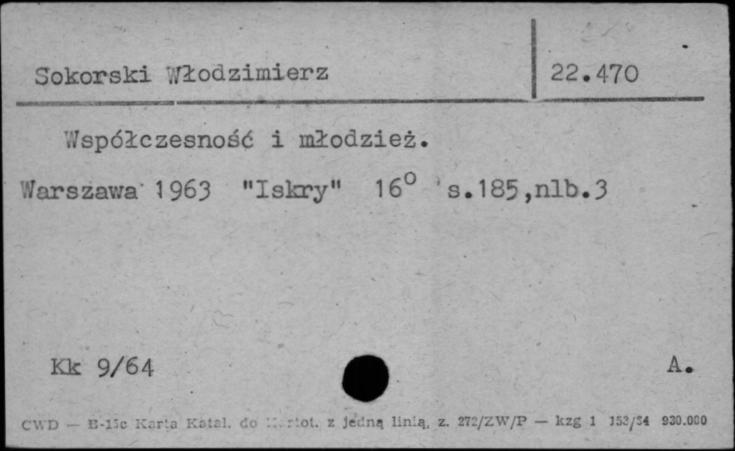 Sokorski Włodzimierz 22.470
Współczesność i młodzież.
Warszawa 1963 "Iskry" 16° s.185,nlb.3
Kk 9/64 A.
CWD — B-15c Karta Katal. do z jedną linią, z. 272/ZW/P — kzg 1 153/54 930.000